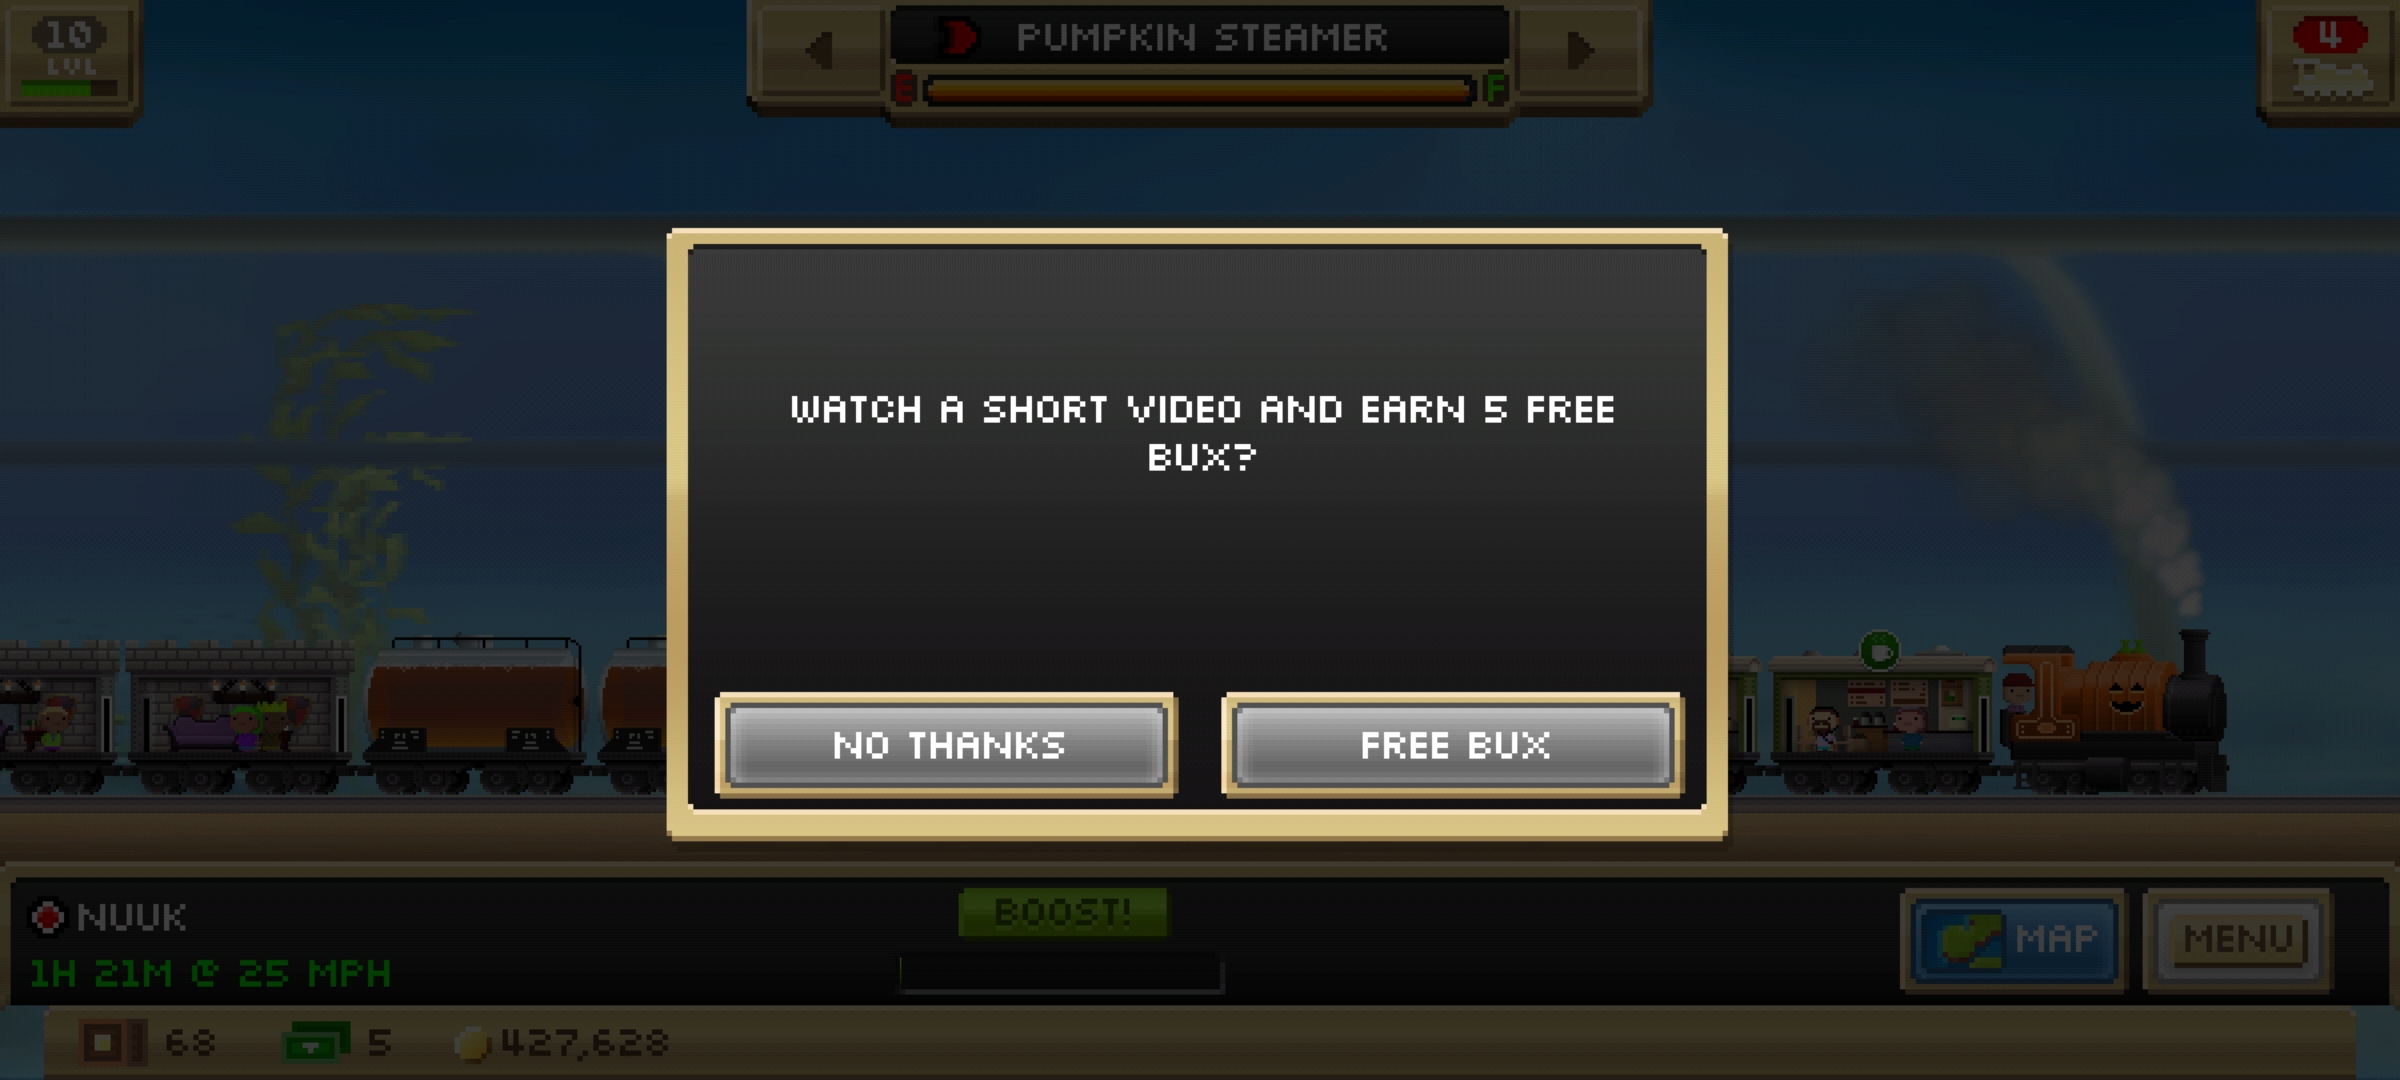 10
LVL
PUMPKIN STEAMER
E F
4
WATCH A SHORT VIDEO AND EARN 5 FREE
BUX?
NO THANKS
FREE BUX
NUUK
1H 21M @ 25 MPH
BOOST!
MAP
MENU
68
5
427,628